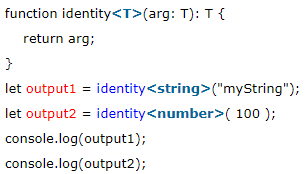 function identity<T>(arg: T): T {
return arg;
}
let output1 = identity<string>("myString");
let output2 = identity<number>( 100 );
console.log(output1);
console.log(output2);